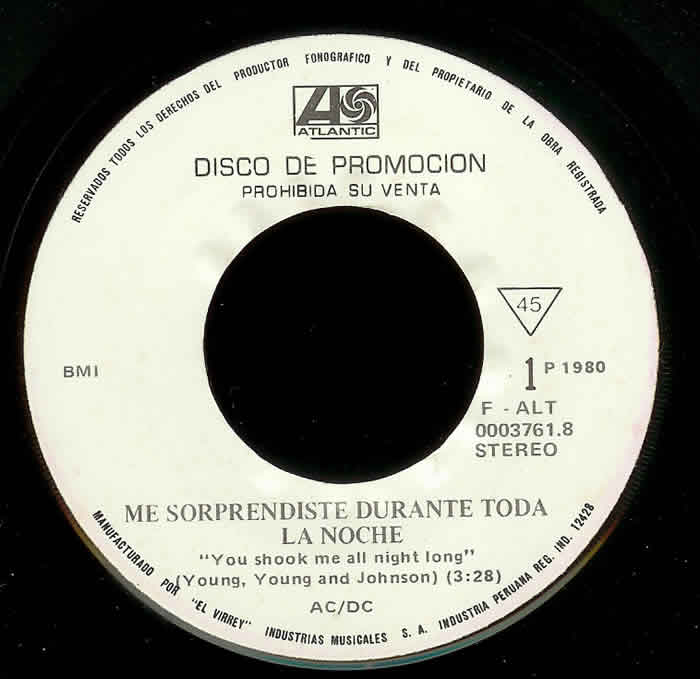 RESERVADOS TODOS LOS DERECHOS DEL PRODUCTOR FONOGRAFICO Y DEL PROPIETARIO DE LA OBRA REGISTRADA
ATLANTIC
DISCO DE PROMOCION
PROHIBIDA SU VENTA
45
BMI
1 P 1980
F - ALT
0003761.8
STEREO
ME SORPRENDISTE DURANTE TODA
LA NOCHE
"You shook me all night long"
(Young, Young and Johnson) (3:28)
AC/DC
MANUFACTURADO POR "EL VIRREY" INDUSTRIAS MUSICALES S. A. INDUSTRIA PERUANA REG. IND. 12428